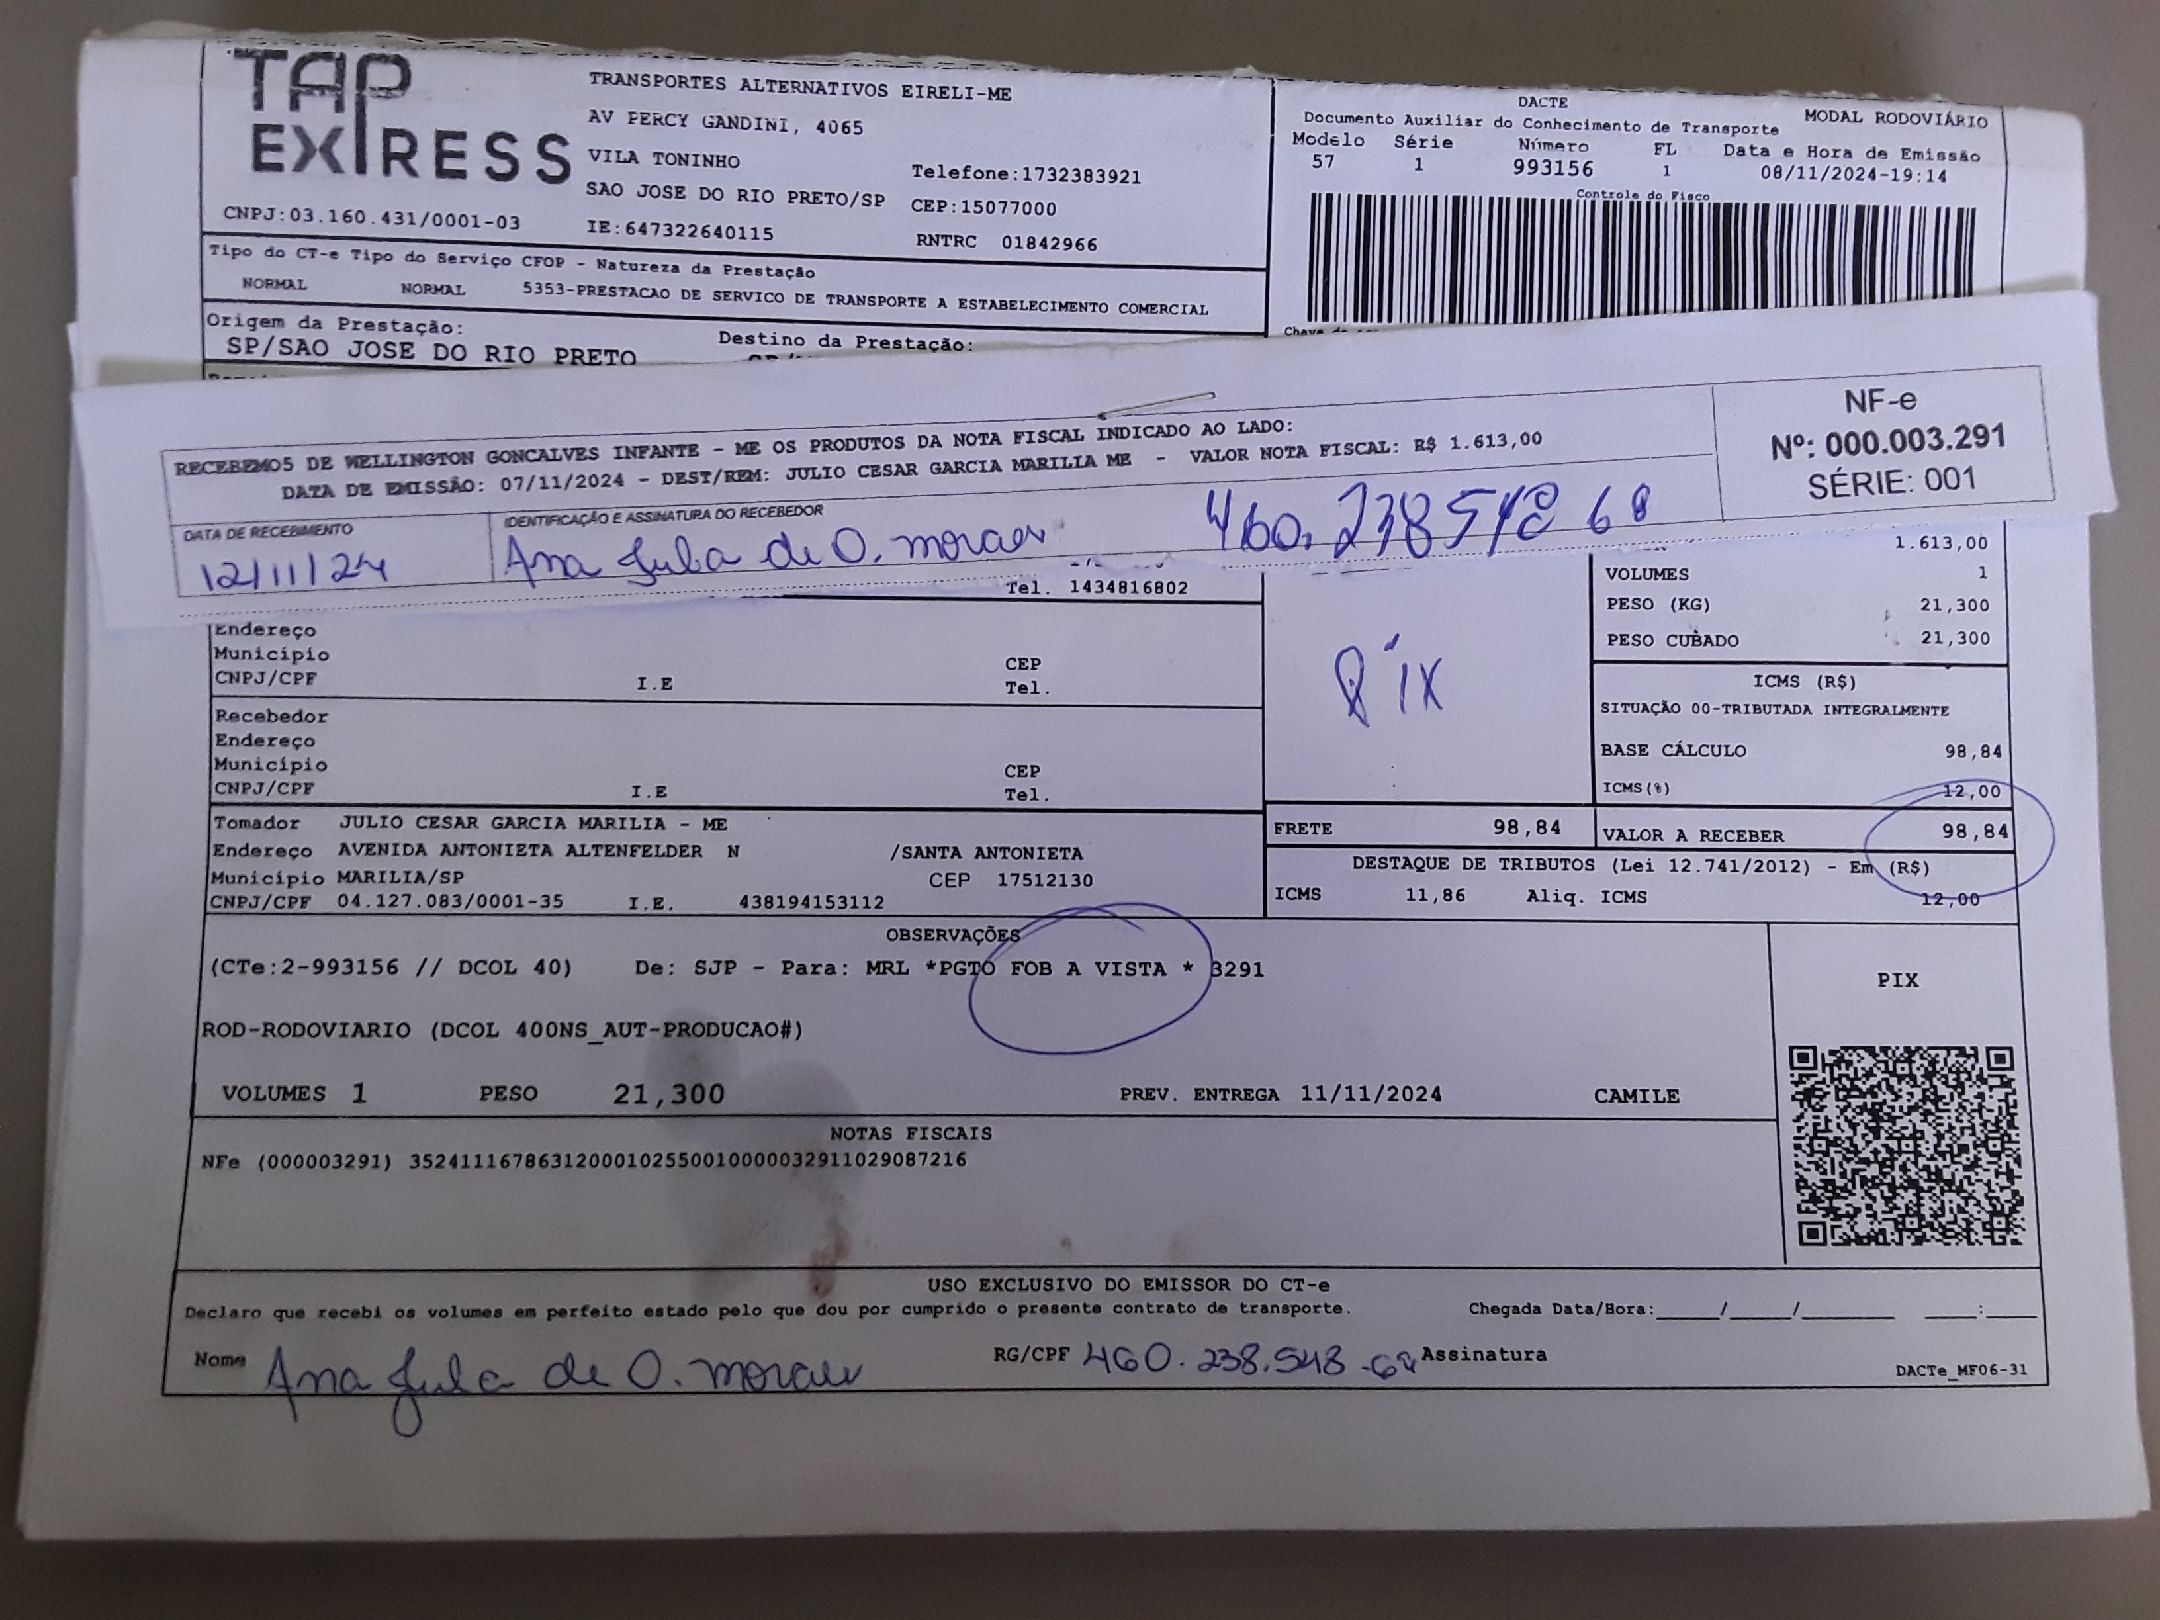 TAP EXPRESS
TRANSPORTES ALTERNATIVOS EIRELI-ME
AV PERCY GANDINI, 4065
VILA TONINHO
Telefone:1732383921
SAO JOSE DO RIO PRETO/SP CEP:15077000
CNPJ:03.160.431/0001-03 IE:647322640115 RNTRC 01842966
DACTE MODAL RODOVIÁRIO
Documento Auxiliar do Conhecimento de Transporte
Modelo Série Número FL Data e Hora de Emissão
57 1 993156 1 08/11/2024-19:14
Controle do Fisco
Tipo do CT-e Tipo do Serviço CFOP - Natureza da Prestação
NORMAL NORMAL 5353-PRESTACAO DE SERVICO DE TRANSPORTE A ESTABELECIMENTO COMERCIAL
Origem da Prestação: Destino da Prestação:
SP/SAO JOSE DO RIO PRETO
RECEBEMOS DE WELLINGTON GONCALVES INFANTE - ME OS PRODUTOS DA NOTA FISCAL INDICADO AO LADO:
DATA DE EMISSÃO: 07/11/2024 - DEST/REM: JULIO CESAR GARCIA MARILIA ME - VALOR NOTA FISCAL: R$ 1.613,00
NF-e
Nº: 000.003.291
SÉRIE: 001
DATA DE RECEBIMENTO IDENTIFICAÇÃO E ASSINATURA DO RECEBEDOR
12/11/24 Ana Julia de O. moraes 460.238548 68
1.613,00
Tel. 1434816802
VOLUMES 1
PESO (KG) 21,300
PESO CUBADO 21,300
Endereço
Município CEP
CNPJ/CPF I.E Tel.
PIX
ICMS (R$)
SITUAÇÃO 00-TRIBUTADA INTEGRALMENTE
BASE CÁLCULO 98,84
ICMS(%) 12,00
Recebedor
Endereço
Município CEP
CNPJ/CPF I.E Tel.
FRETE 98,84 VALOR A RECEBER 98,84
Tomador JULIO CESAR GARCIA MARILIA - ME
Endereço AVENIDA ANTONIETA ALTENFELDER N /SANTA ANTONIETA
Município MARILIA/SP CEP 17512130
CNPJ/CPF 04.127.083/0001-35 I.E. 438194153112
DESTAQUE DE TRIBUTOS (Lei 12.741/2012) - Em (R$)
ICMS 11,86 Aliq. ICMS 12,00
OBSERVAÇÕES
(CTe:2-993156 // DCOL 40) De: SJP - Para: MRL *PGTO FOB A VISTA * 3291
ROD-RODOVIARIO (DCOL 400NS_AUT-PRODUCAO#)
PIX
VOLUMES 1 PESO 21,300 PREV. ENTREGA 11/11/2024 CAMILE
NOTAS FISCAIS
NFe (000003291) 35241116786312000102550010000032911029087216
USO EXCLUSIVO DO EMISSOR DO CT-e
Declaro que recebi os volumes em perfeito estado pelo que dou por cumprido o presente contrato de transporte. Chegada Data/Hora:_____/_____/_______ ____:____
Nome Ana Julia de O. moraes RG/CPF 460.238.548-68 Assinatura
DACTe_MF06-31